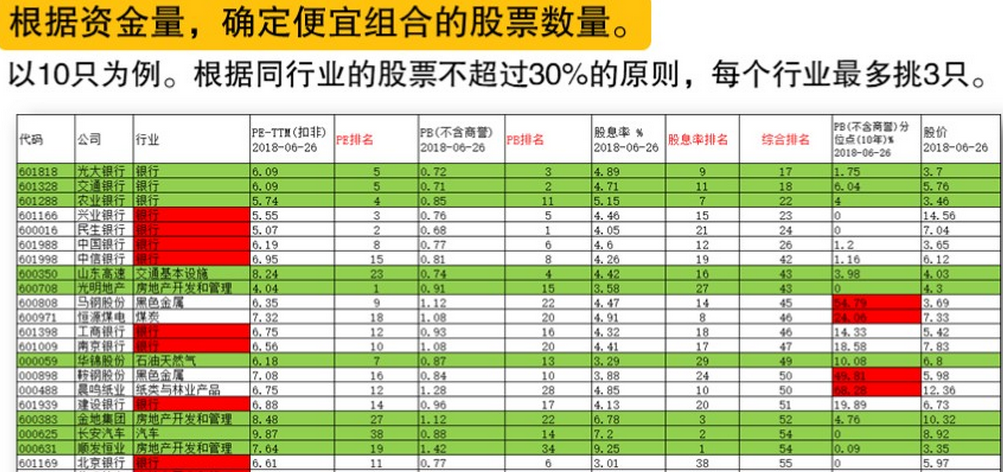 根据资金量，确定便宜组合的股票数量。
以10只为例。根据同行业的股票不超过30%的原则，每个行业最多挑3只。
代码 公司 行业 PE-TTM(扣非) 2018-06-26 PE排名 PB(不含商誉) 2018-06-26 PB排名 股息率 % 2018-06-26 股息率排名 综合排名 PB(不含商誉)分位点(10年)% 2018-06-26 股价 2018-06-26
601818 光大银行 银行 6.09 5 0.72 3 4.89 9 17 1.75 3.7
601328 交通银行 银行 6.09 5 0.71 2 4.71 11 18 6.04 5.76
601288 农业银行 银行 5.74 4 0.85 11 5.15 7 22 4 3.46
601166 兴业银行 银行 5.55 3 0.76 5 4.46 15 23 0 14.56
600016 民生银行 银行 5.07 2 0.68 1 4.05 21 24 0 7.04
601988 中国银行 银行 6.19 8 0.77 6 4.6 12 26 1.2 3.65
601998 中信银行 银行 6.95 15 0.81 8 4.26 19 42 1.16 6.12
600350 山东高速 交通基本设施 8.24 23 0.74 4 4.42 16 43 3.98 4.03
600708 光明地产 房地产开发和管理 4.04 1 0.91 15 3.58 27 43 0 4.3
600808 马钢股份 黑色金属 6.35 9 1.12 22 4.47 14 45 54.79 3.69
600971 恒源煤电 煤炭 7.32 18 1.08 20 4.91 8 46 24.06 7.33
601398 工商银行 银行 6.75 12 0.93 16 4.32 18 46 14.33 5.42
601009 南京银行 银行 6.56 10 1.08 20 4.41 17 47 18.58 7.83
000059 华锦股份 石油天然气 6.18 7 0.87 13 3.29 29 49 10.08 6.8
000898 鞍钢股份 黑色金属 7.08 16 0.84 10 3.88 24 50 49.81 5.98
000488 晨鸣纸业 纸类与林业产品 6.75 12 1.28 28 4.85 10 50 68.28 12.36
601939 建设银行 银行 6.88 14 0.96 17 4.13 20 51 19.89 6.73
600383 金地集团 房地产开发和管理 8.48 27 1.12 22 6.78 3 52 4.76 10.32
000625 长安汽车 汽车 9.87 38 0.88 14 7.2 2 54 0 8.92
000631 顺发恒业 房地产开发和管理 7.64 19 1.42 34 9.25 1 54 0.09 3.35
601169 北京银行 银行 6.61 11 0.77 6 3.01 38 55 0 5.97